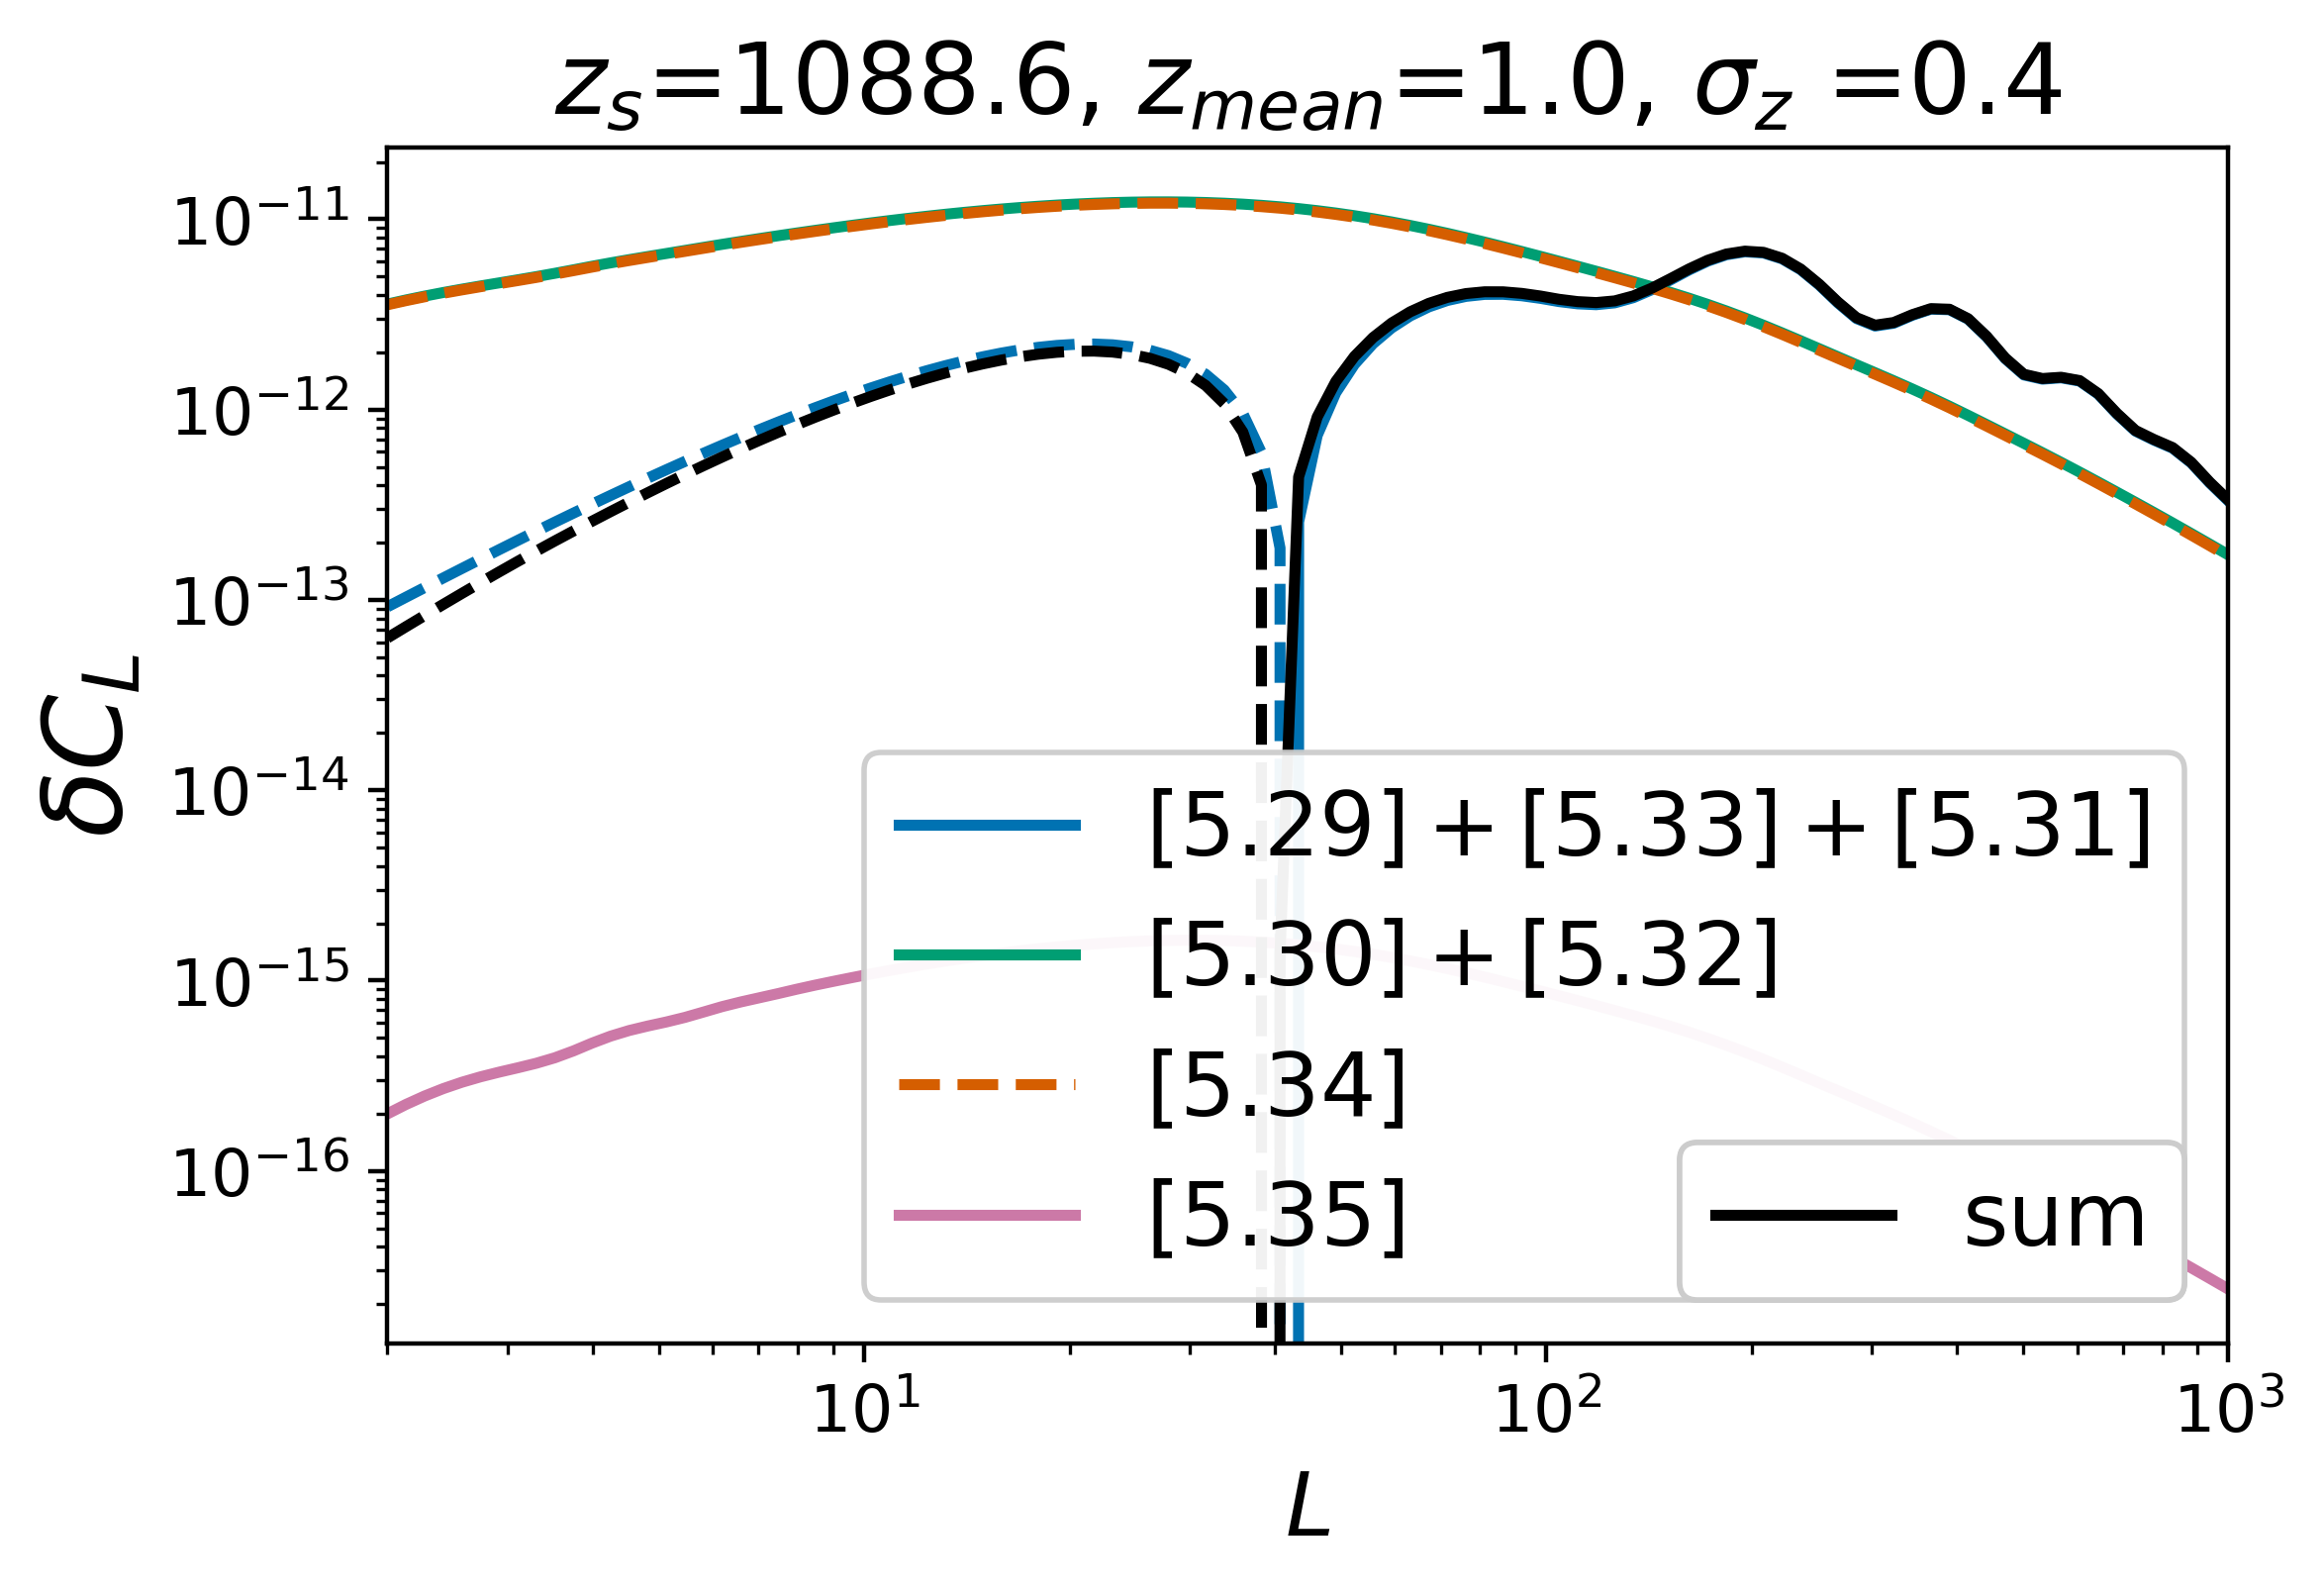 z_s=1088.6, z_mean=1.0, σ_z =0.4
δC_L
10^−11
10^−12
10^−13
10^−14
10^−15
10^−16
[5.29] + [5.33] + [5.31]
[5.30] + [5.32]
[5.34]
[5.35]
sum
10^1
10^2
10^3
L